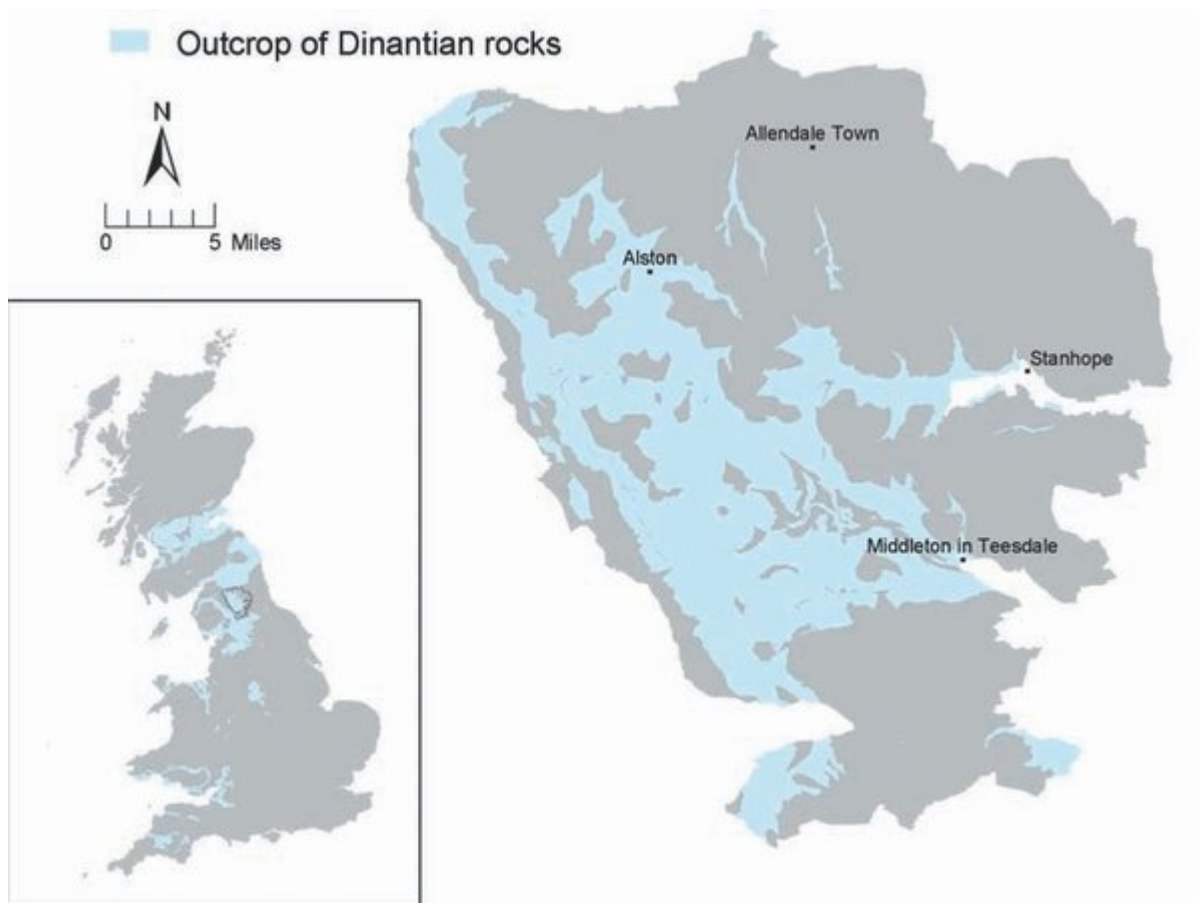 Outcrop of Dinantian rocks
N
0 5 Miles
Allendale Town
Alston
Stanhope
Middleton in Teesdale